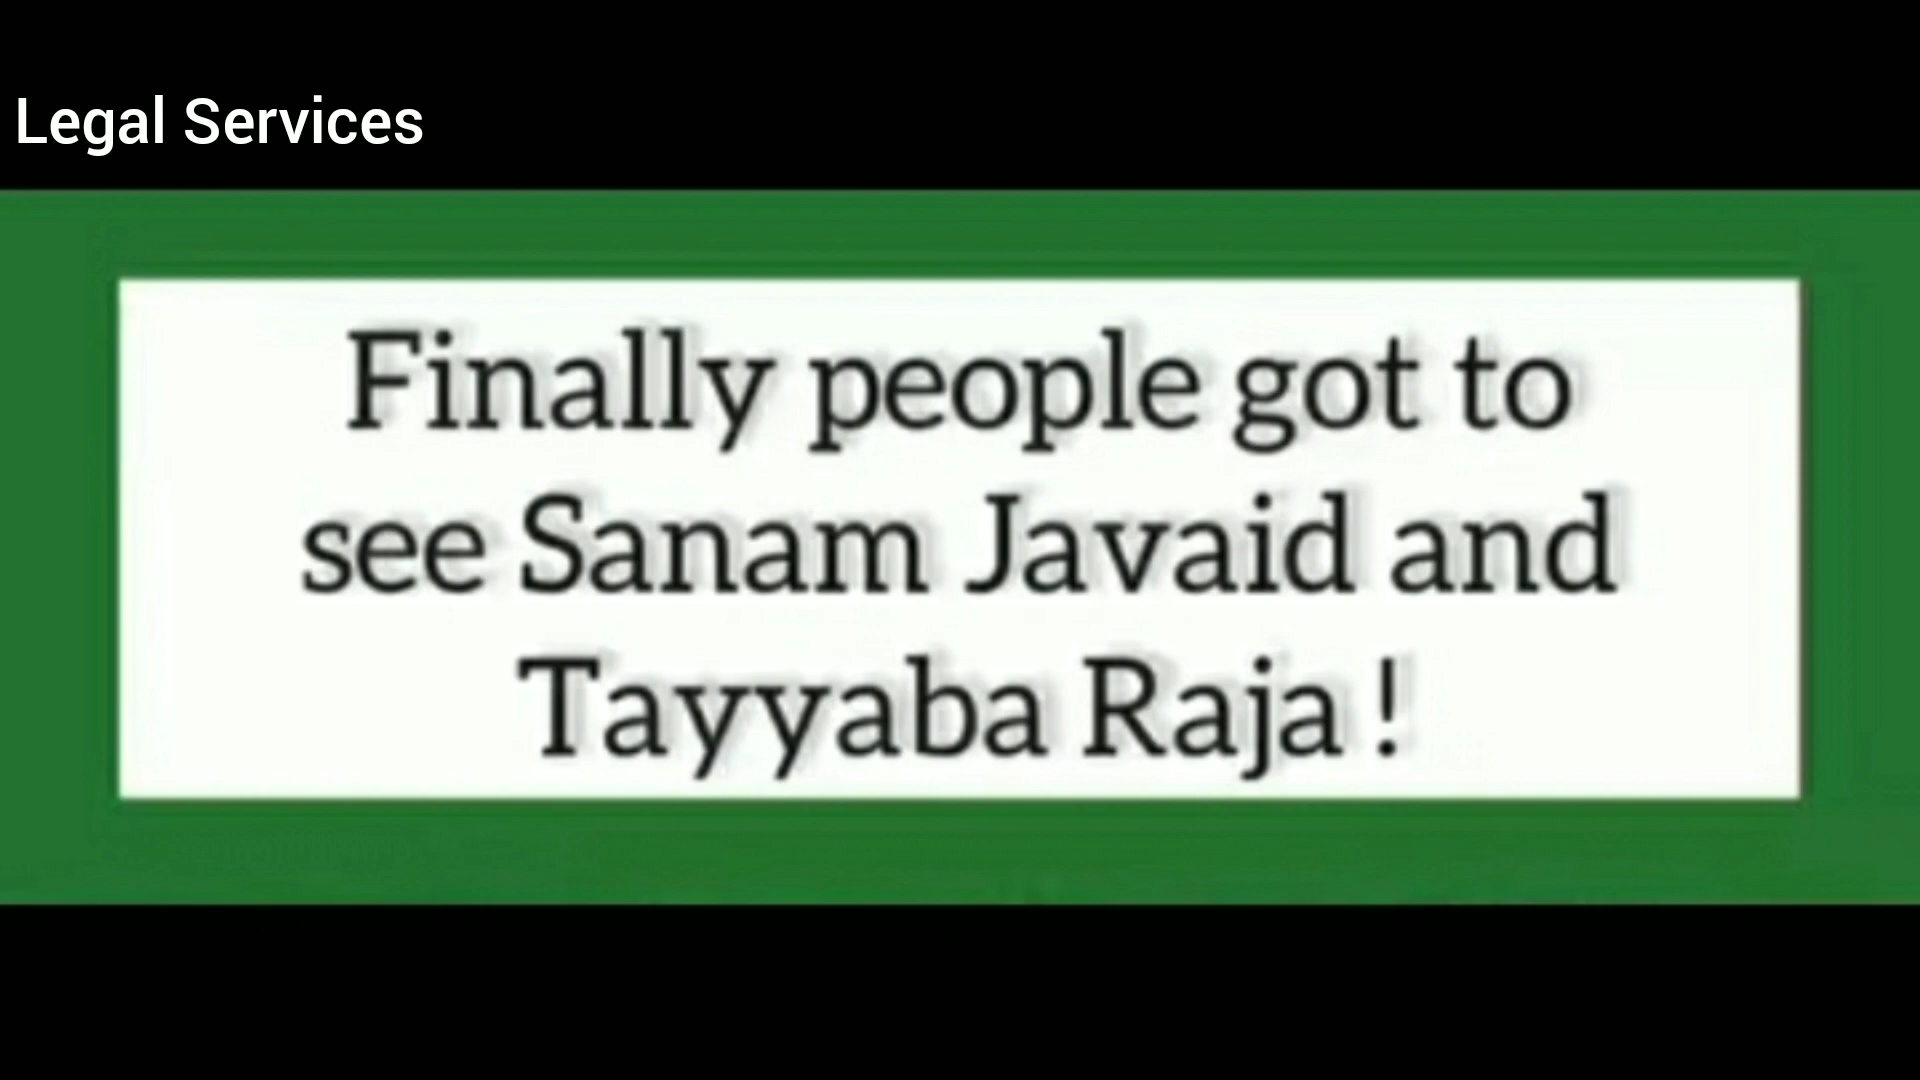 Legal Services
Finally people got to
see Sanam Javaid and
Tayyaba Raja !